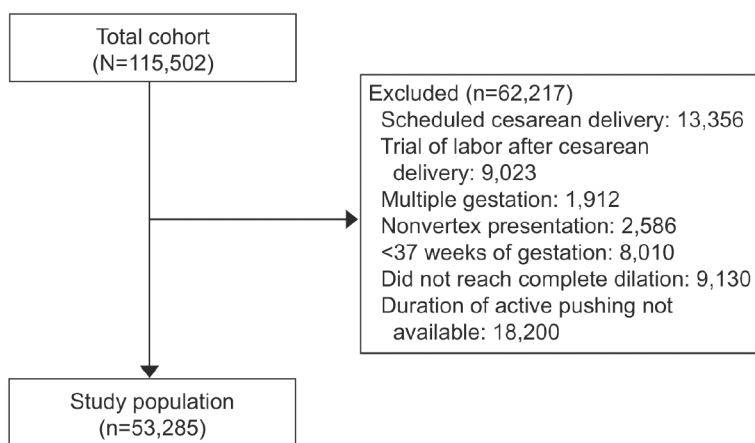 Total cohort
(N=115,502)
Excluded (n=62,217)
Scheduled cesarean delivery: 13,356
Trial of labor after cesarean
delivery: 9,023
Multiple gestation: 1,912
Nonvertex presentation: 2,586
<37 weeks of gestation: 8,010
Did not reach complete dilation: 9,130
Duration of active pushing not
available: 18,200
Study population
(n=53,285)